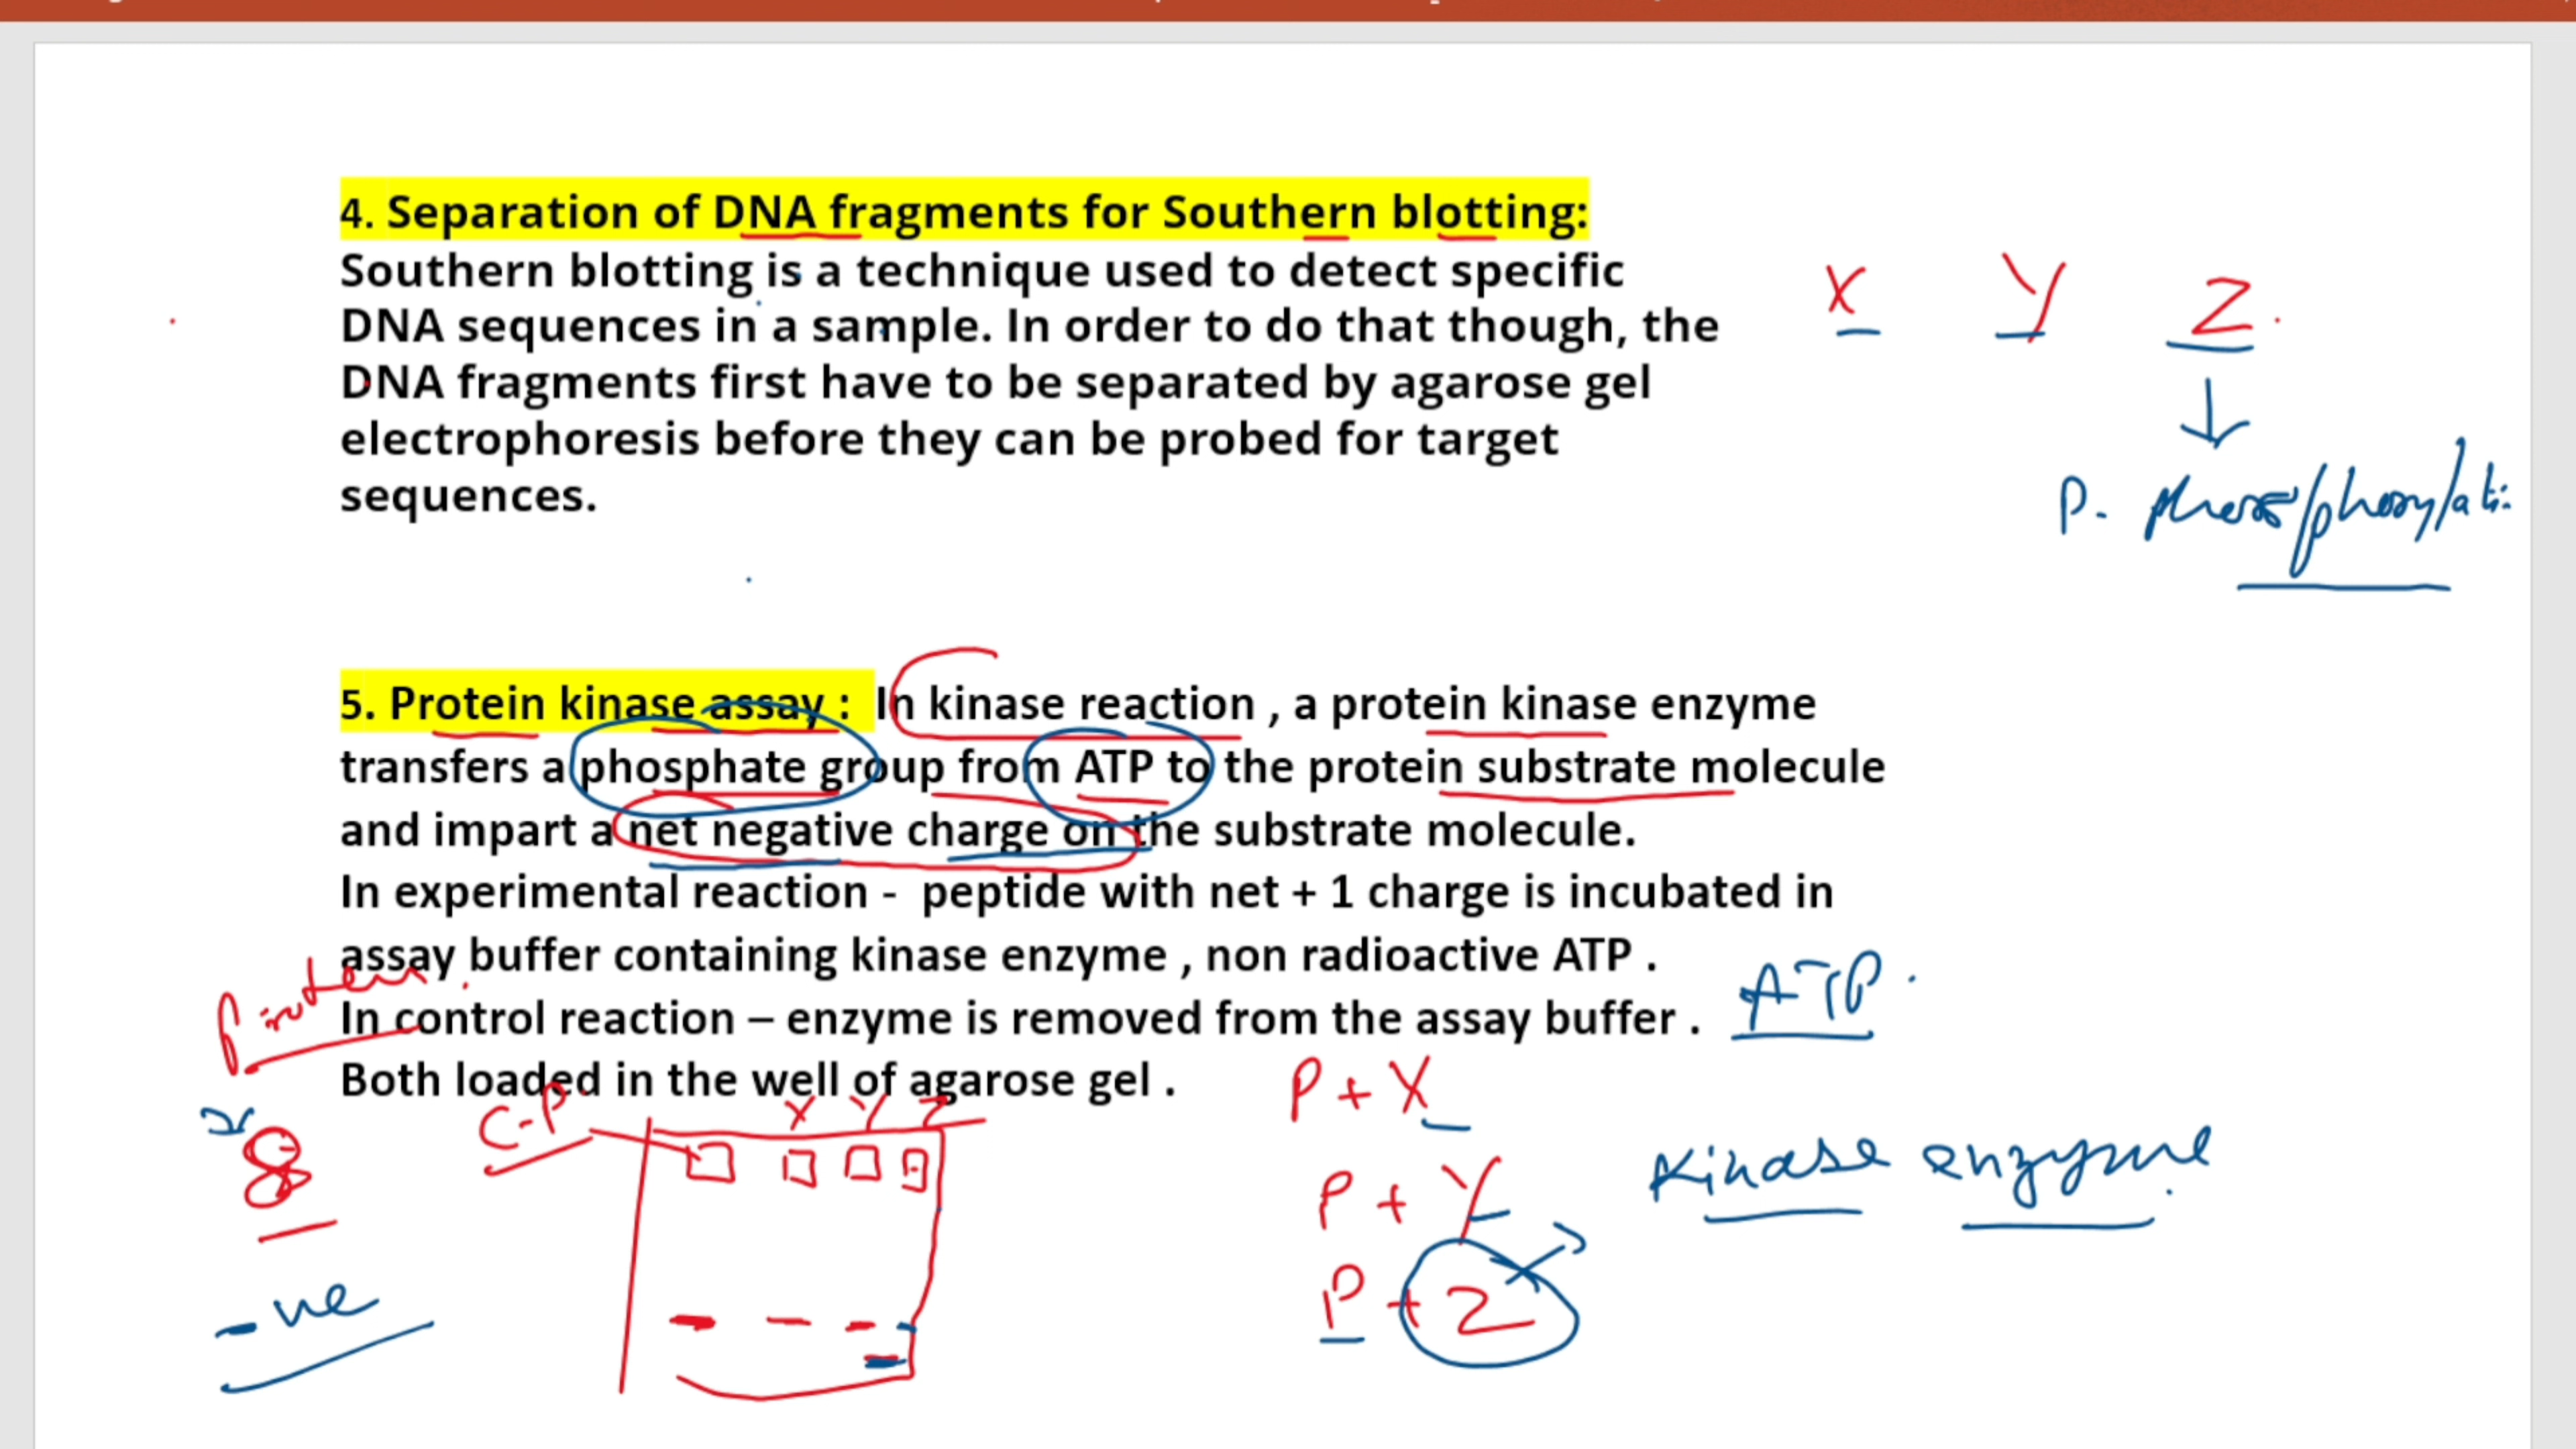 4. Separation of DNA fragments for Southern blotting:
Southern blotting is a technique used to detect specific
DNA sequences in a sample. In order to do that though, the
DNA fragments first have to be separated by agarose gel
electrophoresis before they can be probed for target
sequences.
X Y Z.
P.
5. Protein kinase assay : In kinase reaction , a protein kinase enzyme
transfers a phosphate group from ATP to the protein substrate molecule
and impart a net negative charge on the substrate molecule.
In experimental reaction - peptide with net + 1 charge is incubated in
assay buffer containing kinase enzyme , non radioactive ATP .
In control reaction – enzyme is removed from the assay buffer .
Both loaded in the well of agarose gel .
Protein.
ATP.
C-P
X Y Z
P + X
P + Y
P + Z
Kinase enzyme
-ve